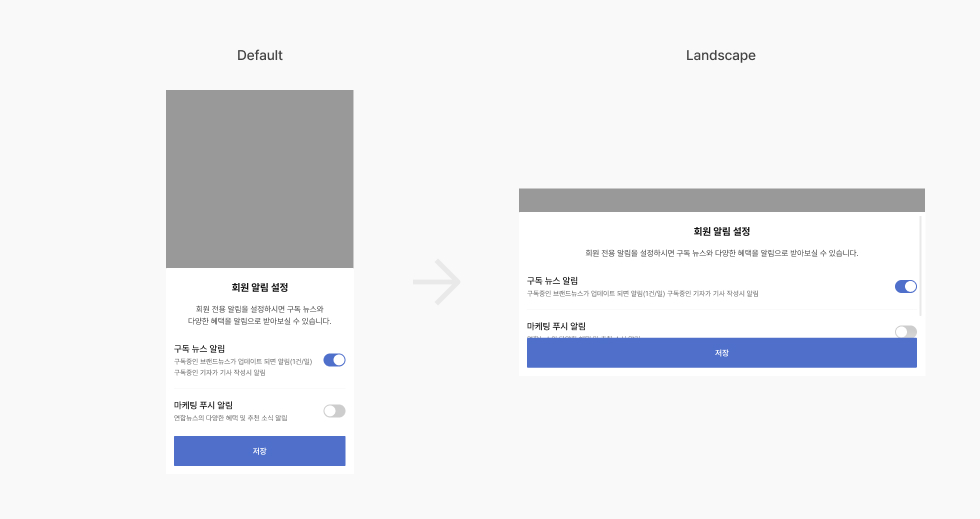 Default
회원 알림 설정
회원 전용 알림을 설정하시면 구독 뉴스와
다양한 혜택을 알림으로 받아보실 수 있습니다.
구독 뉴스 알림
구독중인 브랜드뉴스가 업데이트 되면 알림(1건/일)
구독중인 기자가 기사 작성시 알림
마케팅 푸시 알림
연합뉴스의 다양한 혜택 및 추천 소식 알림
저장
Landscape
회원 알림 설정
회원 전용 알림을 설정하시면 구독 뉴스와 다양한 혜택을 알림으로 받아보실 수 있습니다.
구독 뉴스 알림
구독중인 브랜드뉴스가 업데이트 되면 알림(1건/일) 구독중인 기자가 기사 작성시 알림
마케팅 푸시 알림
저장